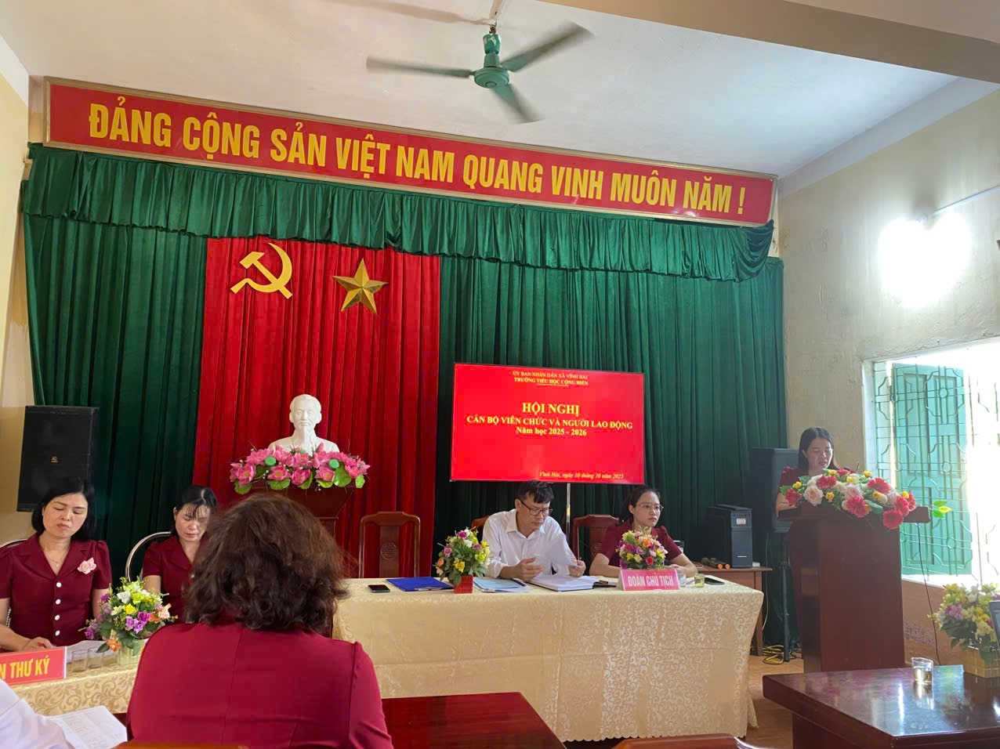 ĐẢNG CỘNG SẢN VIỆT NAM QUANG VINH MUÔN NĂM !
ỦY BAN NHÂN DÂN XÃ VĨNH HẢI
TRƯỜNG TIỂU HỌC CỘNG HIỀN
HỘI NGHỊ
CÁN BỘ VIÊN CHỨC VÀ NGƯỜI LAO ĐỘNG
Năm học 2025 - 2026
Vĩnh Hải, ngày 10 tháng 10 năm 2025
ĐOÀN CHỦ TỊCH
N THƯ KÝ